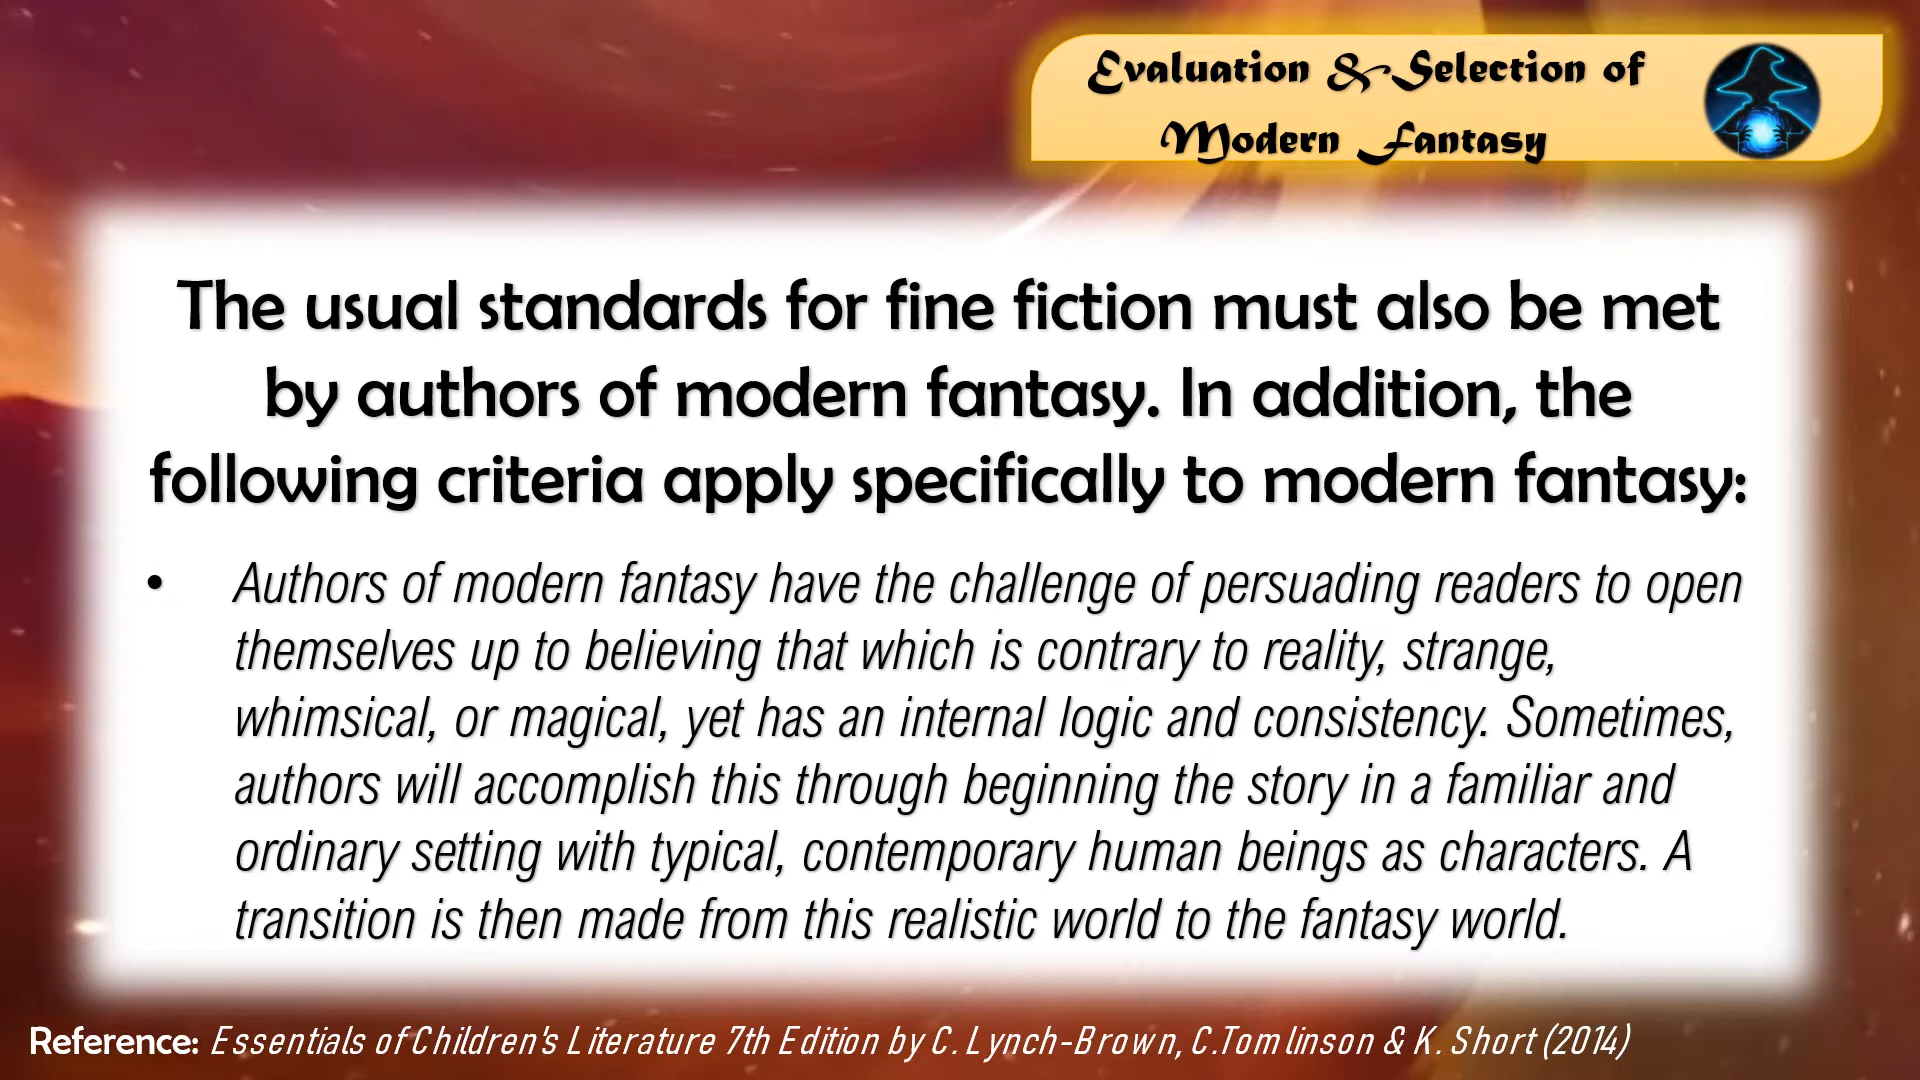 Evaluation & Selection of
Modern Fantasy
The usual standards for fine fiction must also be met
by authors of modern fantasy. In addition, the
following criteria apply specifically to modern fantasy:
• Authors of modern fantasy have the challenge of persuading readers to open
themselves up to believing that which is contrary to reality, strange,
whimsical, or magical, yet has an internal logic and consistency. Sometimes,
authors will accomplish this through beginning the story in a familiar and
ordinary setting with typical, contemporary human beings as characters. A
transition is then made from this realistic world to the fantasy world.
Reference: Essentials of Children's Literature 7th Edition by C. Lynch-Brown, C.Tomlinson & K. Short (2014)